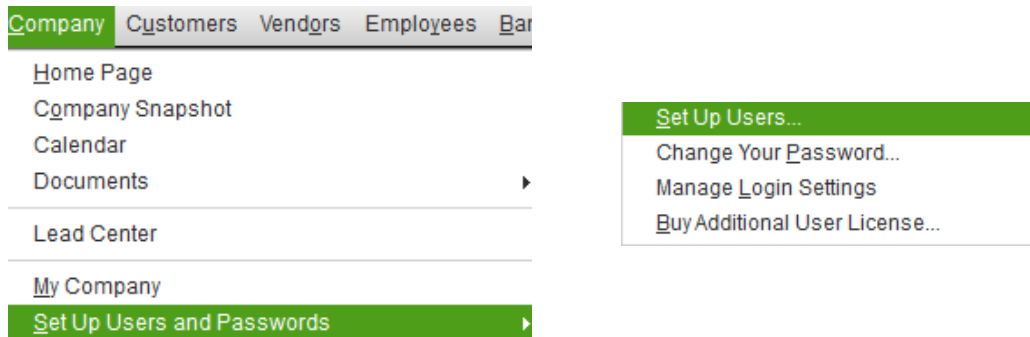 Company Customers Vendors Employees Bar
Home Page
Company Snapshot
Calendar
Documents
Lead Center
My Company
Set Up Users and Passwords
Set Up Users...
Change Your Password...
Manage Login Settings
Buy Additional User License...